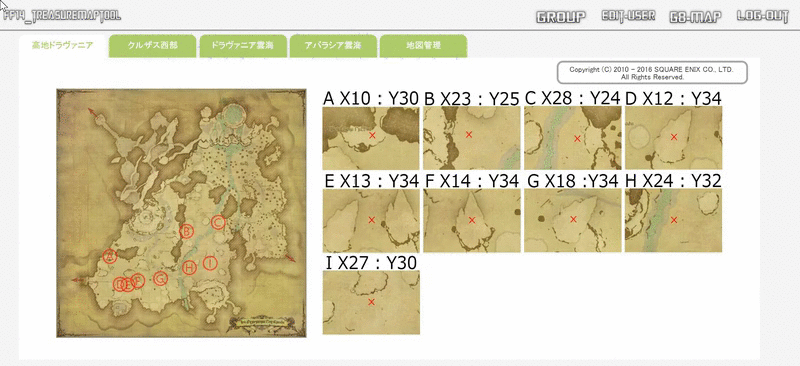 FF14_TREASUREMAPTOOL
GROUP EDIT-USER G8-MAP LOG-OUT
高地ドラヴァニア クルザス西部 ドラヴァニア雲海 アバラシア雲海 地図管理
Copyright (C) 2010 - 2016 SQUARE ENIX CO., LTD.
All Rights Reserved.
A X10 : Y30 B X23 : Y25 C X28 : Y24 D X12 : Y34
E X13 : Y34 F X14 : Y34 G X18 :Y34 H X24 : Y32
I X27 : Y30
C
B
A
H I
D E F G